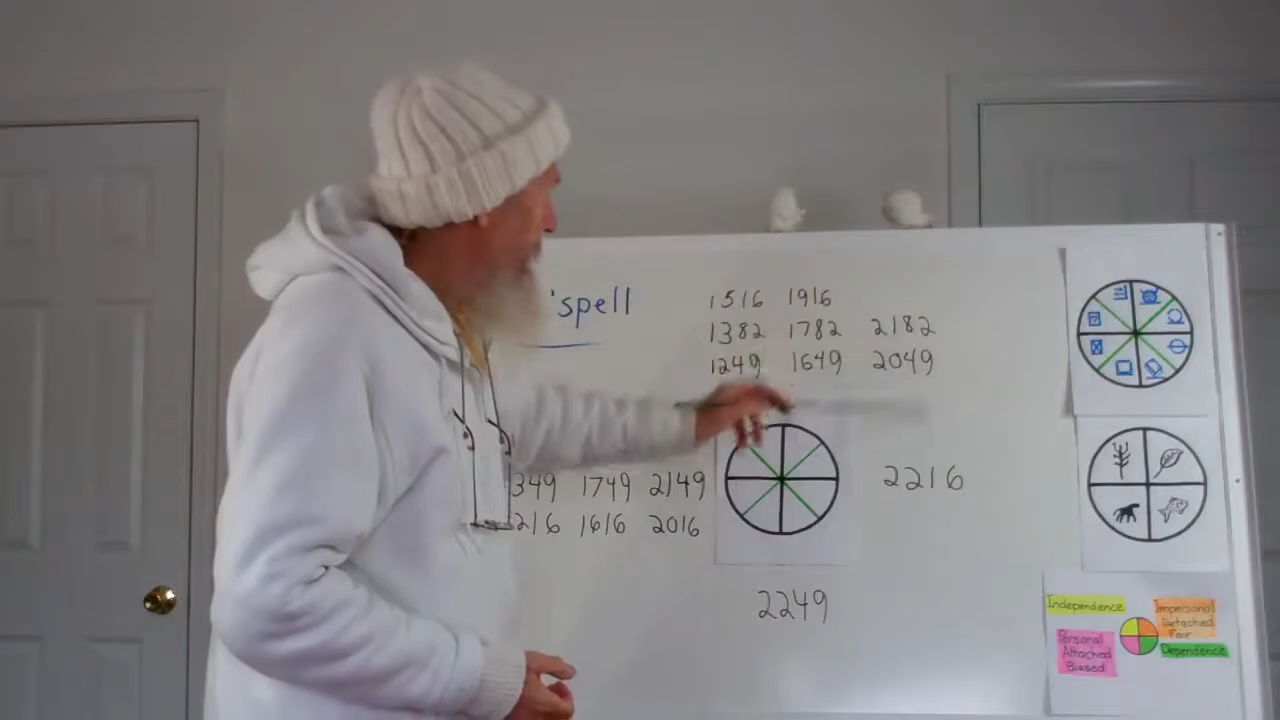 'spell
1516 1916
1382 1782 2182
1249 1649 2049
349 1749 2149
216 1616 2016
2216
2249
Independence
Impersonal
Detached
Fair
Personal
Attached
Biased
Dependence